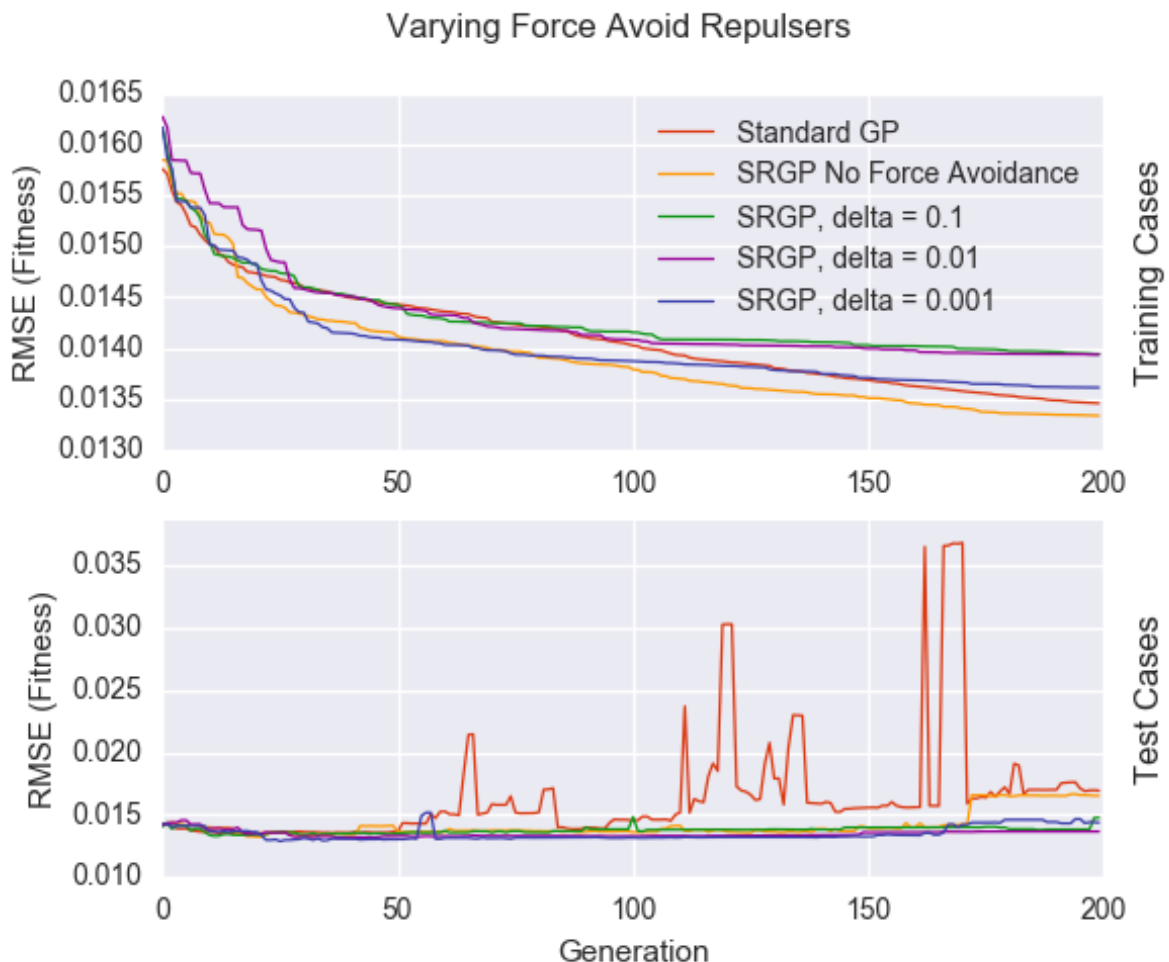 Varying Force Avoid Repulsers
0.0165
0.0160
0.0155
0.0150
0.0145
0.0140
0.0135
0.0130
RMSE (Fitness)
Standard GP
SRGP No Force Avoidance
SRGP, delta = 0.1
SRGP, delta = 0.01
SRGP, delta = 0.001
Training Cases
0 50 100 150 200
0.035
0.030
0.025
0.020
0.015
0.010
RMSE (Fitness)
Test Cases
0 50 100 150 200
Generation